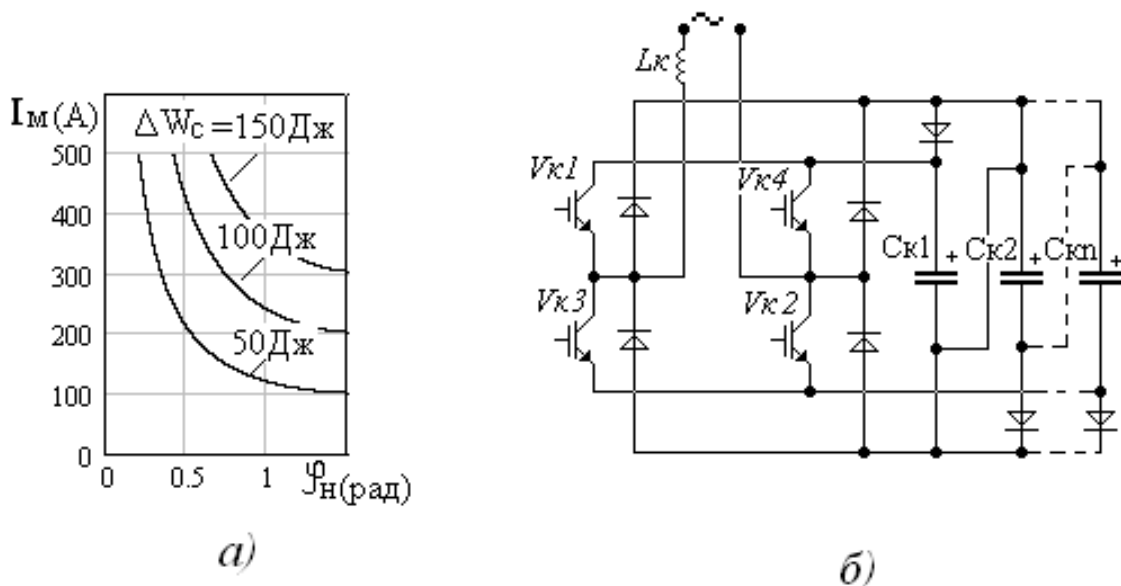 Iм(А)
ΔWc =150Дж
500
400
100Дж
300
200
50Дж
100
0
0 0.5 1 φн(рад)
а)
~
Lк
Vк1
Vк4
Cк1 + Cк2 + Cкn +
Vк3
Vк2
б)